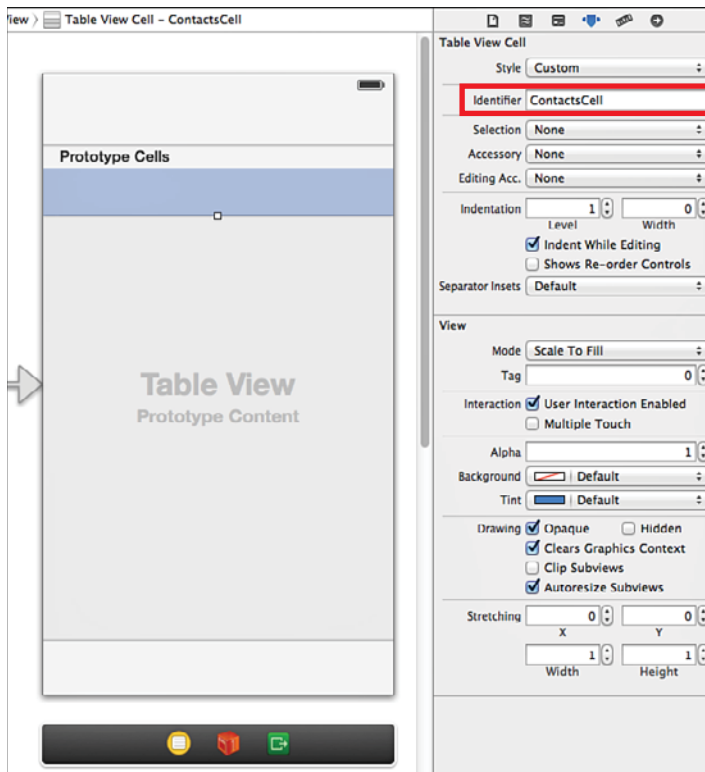 View
Table View Cell – ContactsCell
Prototype Cells
Table View
Prototype Content
Table View Cell
Style Custom
Identifier ContactsCell
Selection None
Accessory None
Editing Acc. None
Indentation 1 0
Level Width
Indent While Editing
Shows Re-order Controls
Separator Insets Default
View
Mode Scale To Fill
Tag 0
Interaction User Interaction Enabled
Multiple Touch
Alpha 1
Background Default
Tint Default
Drawing Opaque Hidden
Clears Graphics Context
Clip Subviews
Autoresize Subviews
Stretching 0 0
X Y
1 1
Width Height